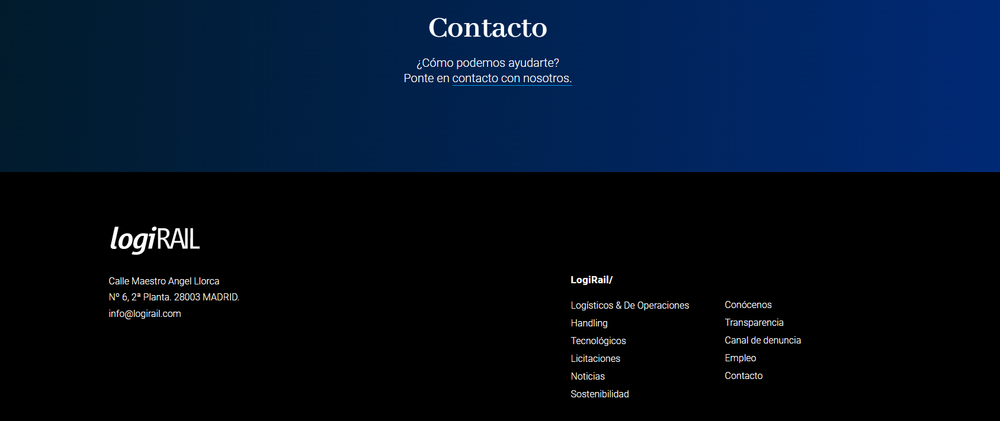 Contacto
¿Cómo podemos ayudarte?
Ponte en contacto con nosotros.
logiRAIL
Calle Maestro Angel Llorca
Nº 6, 2ª Planta. 28003 MADRID.
info@logirail.com
LogiRail/
Logísticos & De Operaciones
Handling
Tecnológicos
Licitaciones
Noticias
Sostenibilidad
Conócenos
Transparencia
Canal de denuncia
Empleo
Contacto